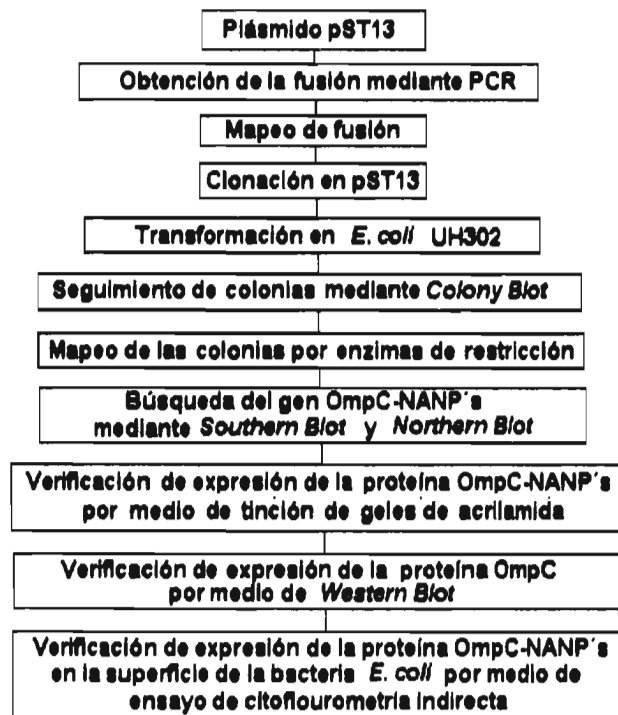 Plásmido pST13
Obtención de la fusión mediante PCR
Mapeo de fusión
Clonación en pST13
Transformación en E. coli UH302
Seguimiento de colonias mediante Colony Blot
Mapeo de las colonias por enzimas de restricción
Búsqueda del gen OmpC-NANP´s
mediante Southern Blot y Northern Blot
Verificación de expresión de la proteína OmpC-NANP´s
por medio de tinción de geles de acrilamida
Verificación de expresión de la proteína OmpC
por medio de Western Blot
Verificación de expresión de la proteína OmpC-NANP´s
en la superficie de la bacteria E. coli por medio de
ensayo de citoflourometría indirecta